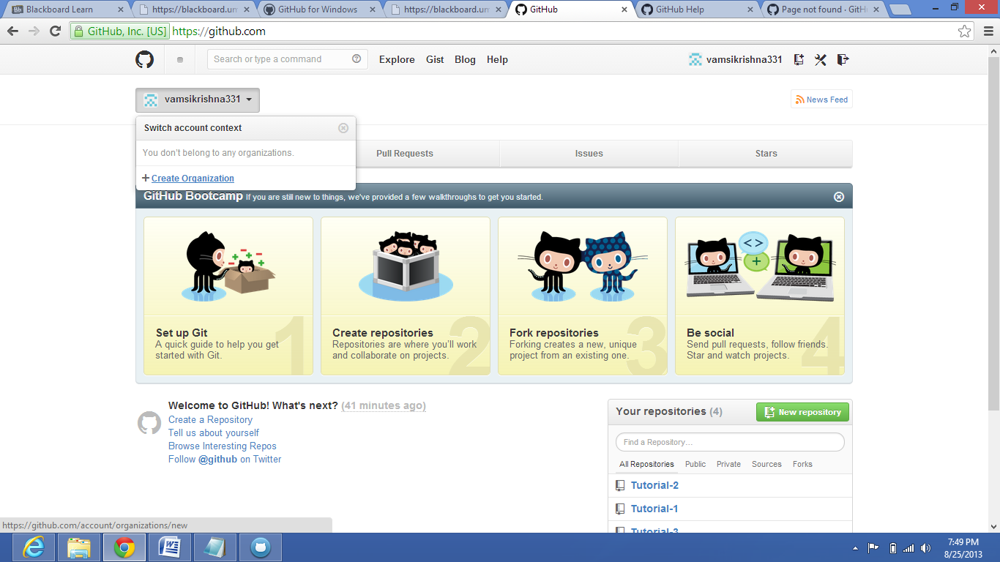 Blackboard Learn
https://blackboard.un
GitHub for Windows
https://blackboard.un
GitHub
GitHub Help
Page not found · GitH
GitHub, Inc. [US] https://github.com
Search or type a command
Explore Gist Blog Help
vamsikrishna331
vamsikrishna331
News Feed
Switch account context
You don't belong to any organizations.
Create Organization
Pull Requests
Issues
Stars
GitHub Bootcamp If you are still new to things, we've provided a few walkthroughs to get you started.
1
Set up Git
A quick guide to help you get
started with Git.
2
Create repositories
Repositories are where you'll work
and collaborate on projects.
3
Fork repositories
Forking creates a new, unique
project from an existing one.
4
Be social
Send pull requests, follow friends.
Star and watch projects.
Welcome to GitHub! What's next? (41 minutes ago)
Create a Repository
Tell us about yourself
Browse Interesting Repos
Follow @github on Twitter
Your repositories (4)
New repository
Find a Repository...
All Repositories Public Private Sources Forks
Tutorial-2
Tutorial-1
Tutorial-3
https://github.com/account/organizations/new
7:49 PM
8/25/2013